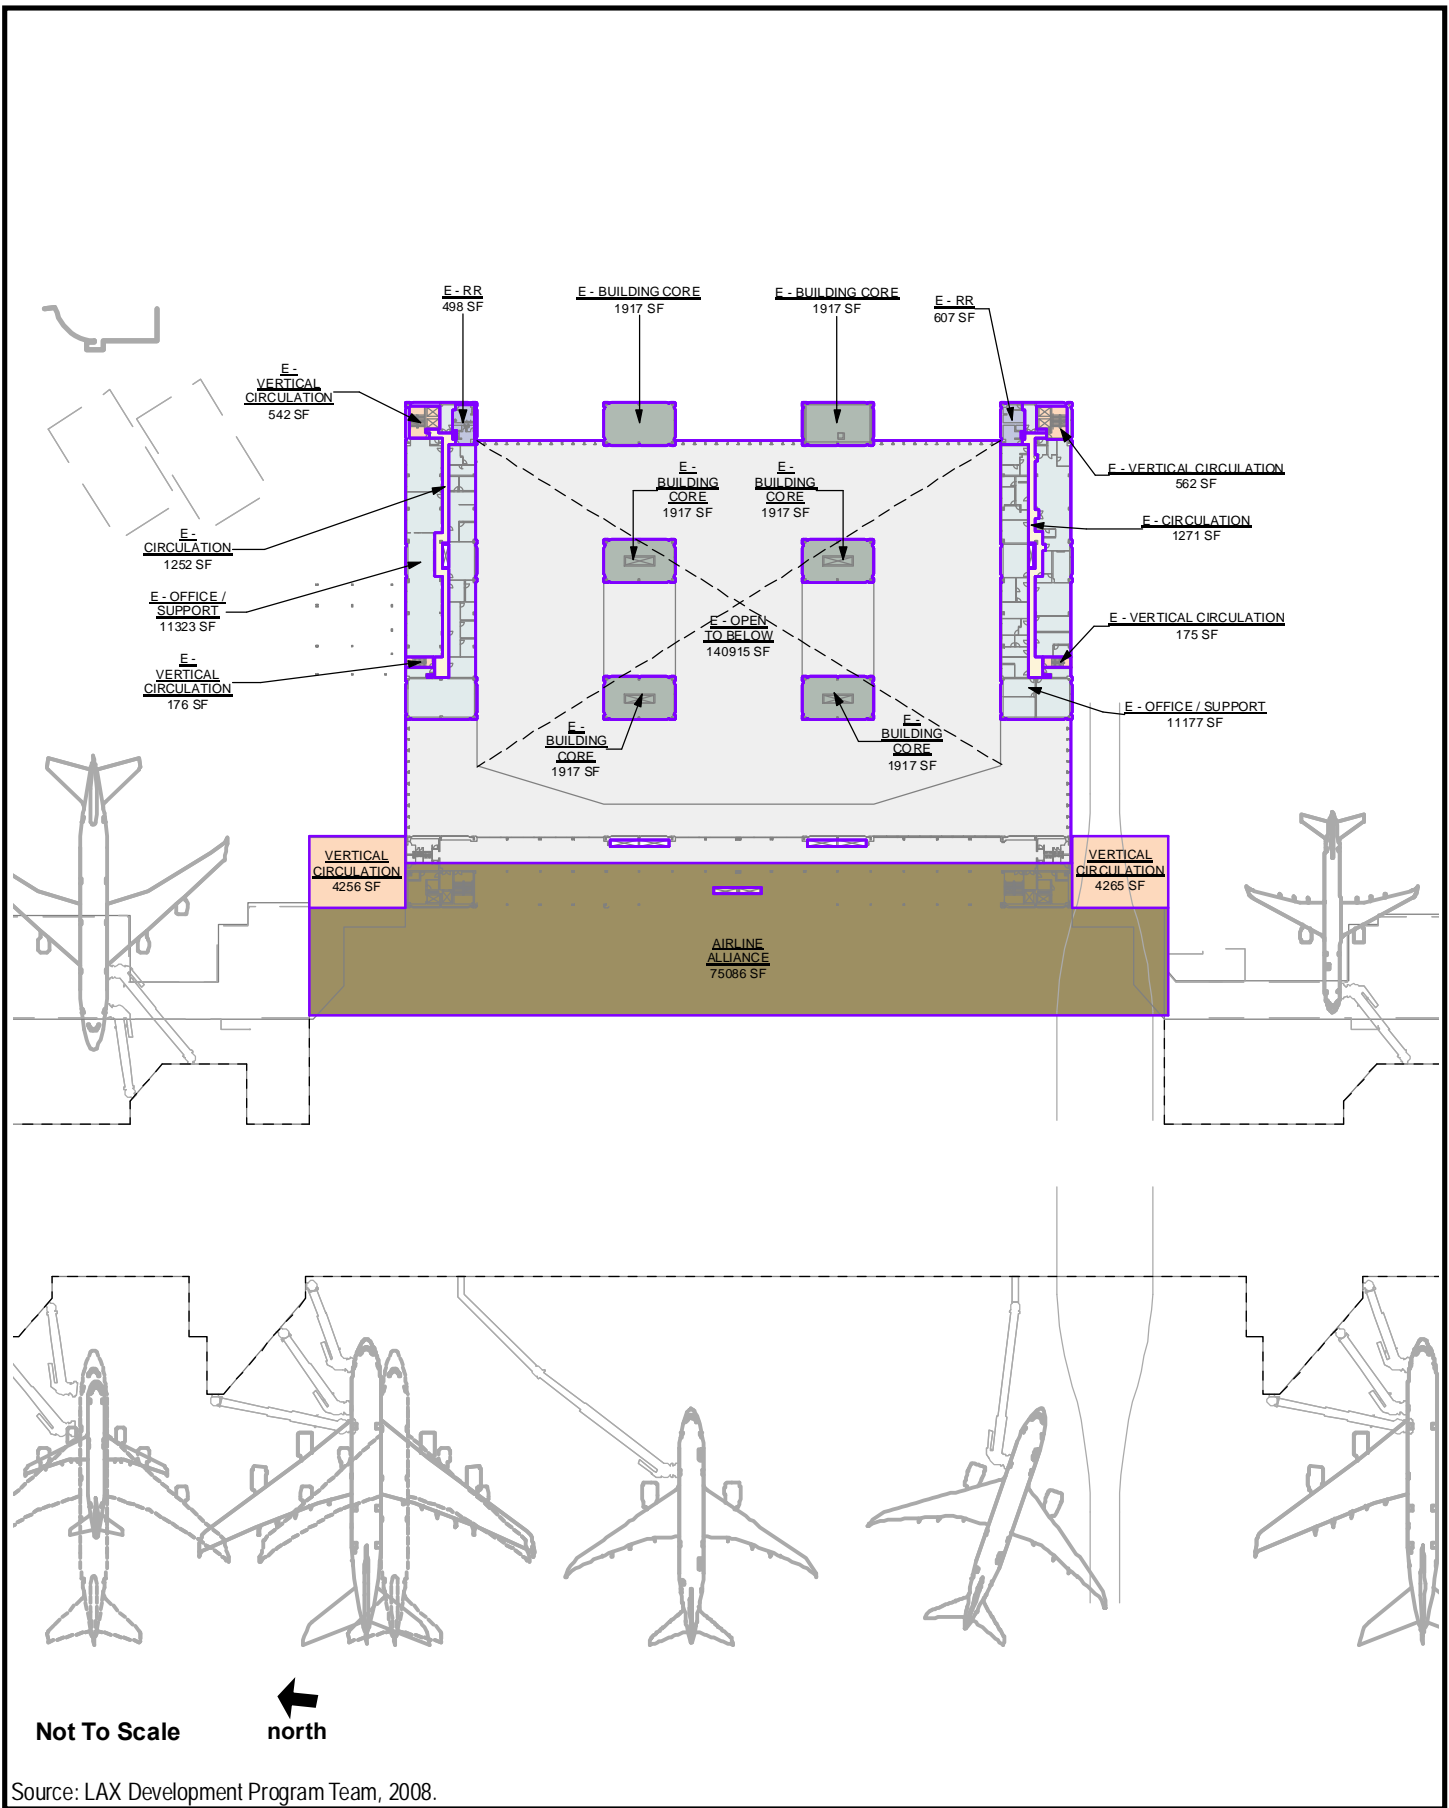 E - RR
498 SF
E - BUILDING CORE
1917 SF
E - BUILDING CORE
1917 SF
E - RR
607 SF
E -
VERTICAL
CIRCULATION
542 SF
E -
BUILDING
CORE
1917 SF
E -
BUILDING
CORE
1917 SF
E - VERTICAL CIRCULATION
562 SF
E -
CIRCULATION
1252 SF
E - CIRCULATION
1271 SF
E - OFFICE /
SUPPORT
11323 SF
E - OPEN
TO BELOW
140915 SF
E - VERTICAL CIRCULATION
175 SF
E -
VERTICAL
CIRCULATION
176 SF
E - OFFICE / SUPPORT
11177 SF
E -
BUILDING
CORE
1917 SF
E -
BUILDING
CORE
1917 SF
VERTICAL
CIRCULATION
4256 SF
VERTICAL
CIRCULATION
4265 SF
AIRLINE
ALLIANCE
75086 SF
Not To Scale
north
Source: LAX Development Program Team, 2008.